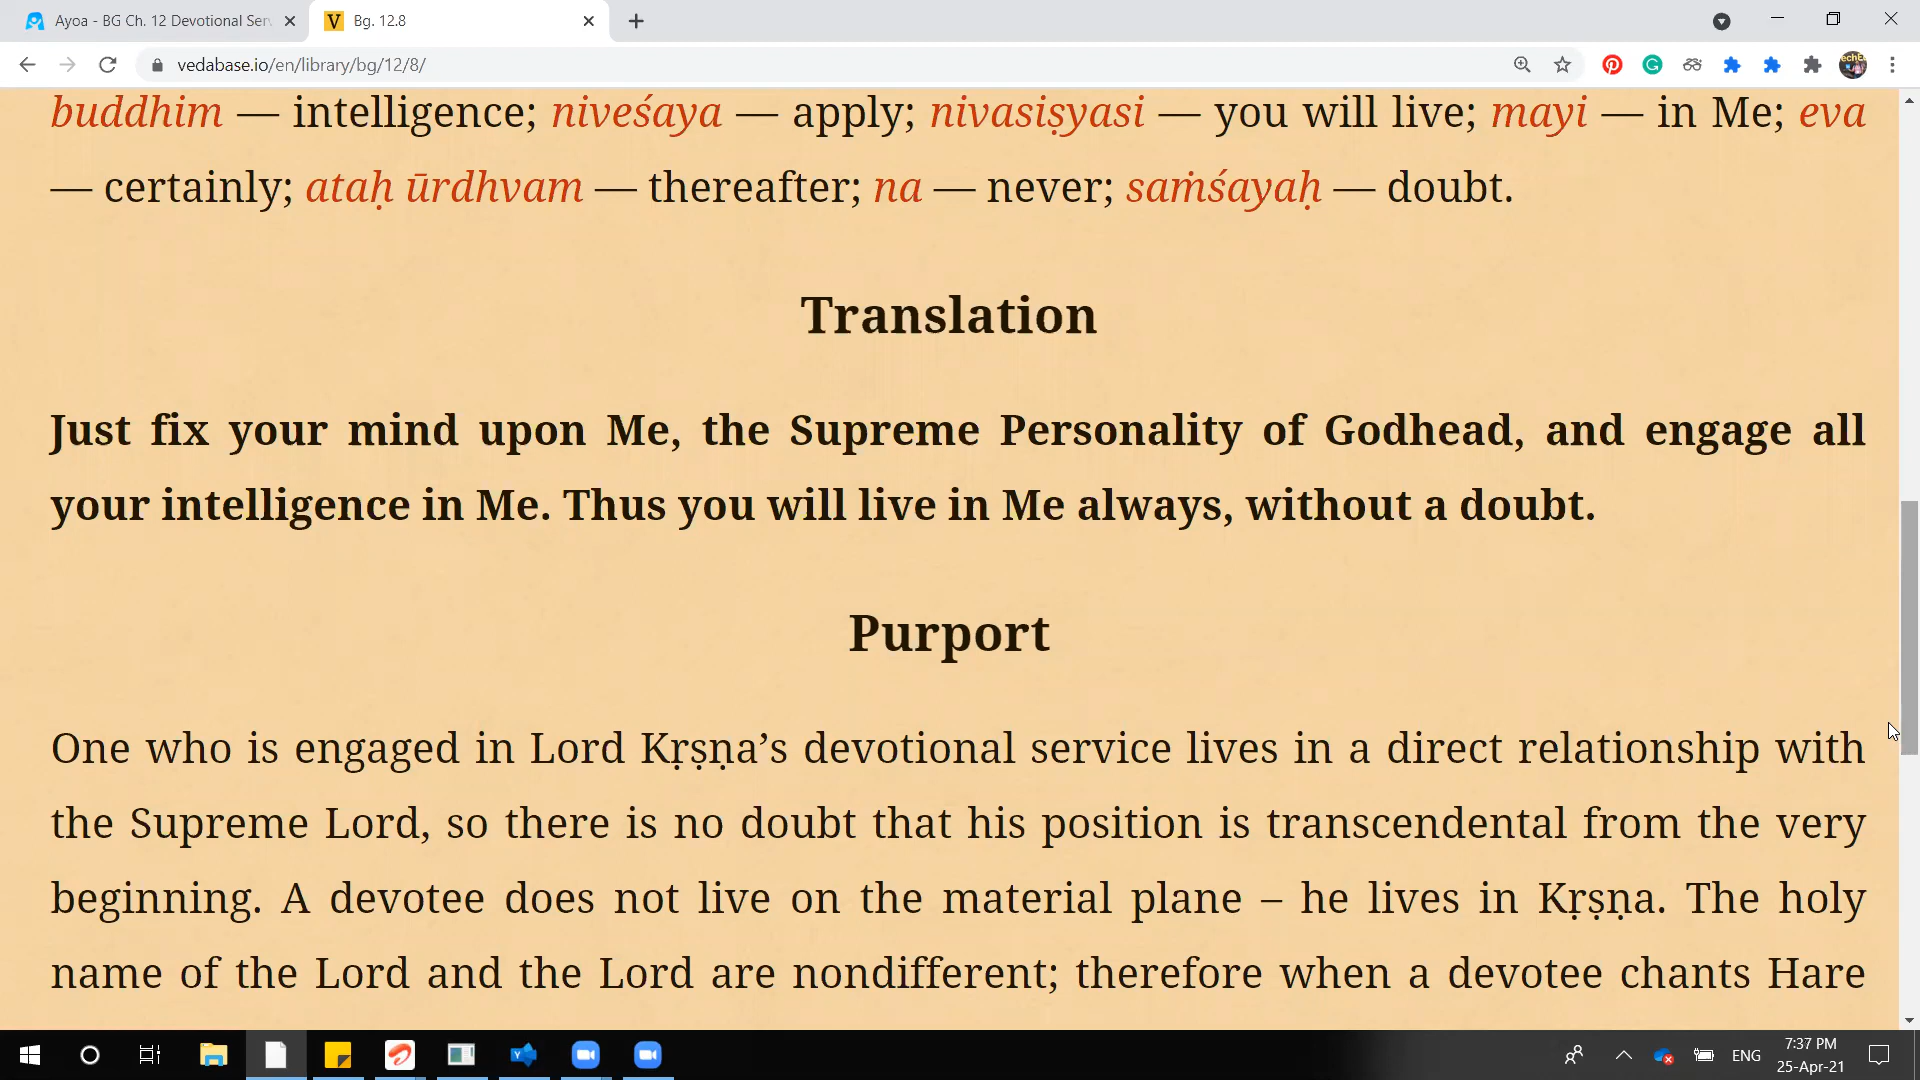 Ayoa - BG Ch. 12 Devotional Ser
Bg. 12.8
vedabase.io/en/library/bg/12/8/
buddhim — intelligence; niveśaya — apply; nivasiṣyasi — you will live; mayi — in Me; eva
— certainly; ataḥ ūrdhvam — thereafter; na — never; saṁśayaḥ — doubt.
Translation
Just fix your mind upon Me, the Supreme Personality of Godhead, and engage all
your intelligence in Me. Thus you will live in Me always, without a doubt.
Purport
One who is engaged in Lord Kṛṣṇa’s devotional service lives in a direct relationship with
the Supreme Lord, so there is no doubt that his position is transcendental from the very
beginning. A devotee does not live on the material plane – he lives in Kṛṣṇa. The holy
name of the Lord and the Lord are nondifferent; therefore when a devotee chants Hare
ENG
7:37 PM
25-Apr-21